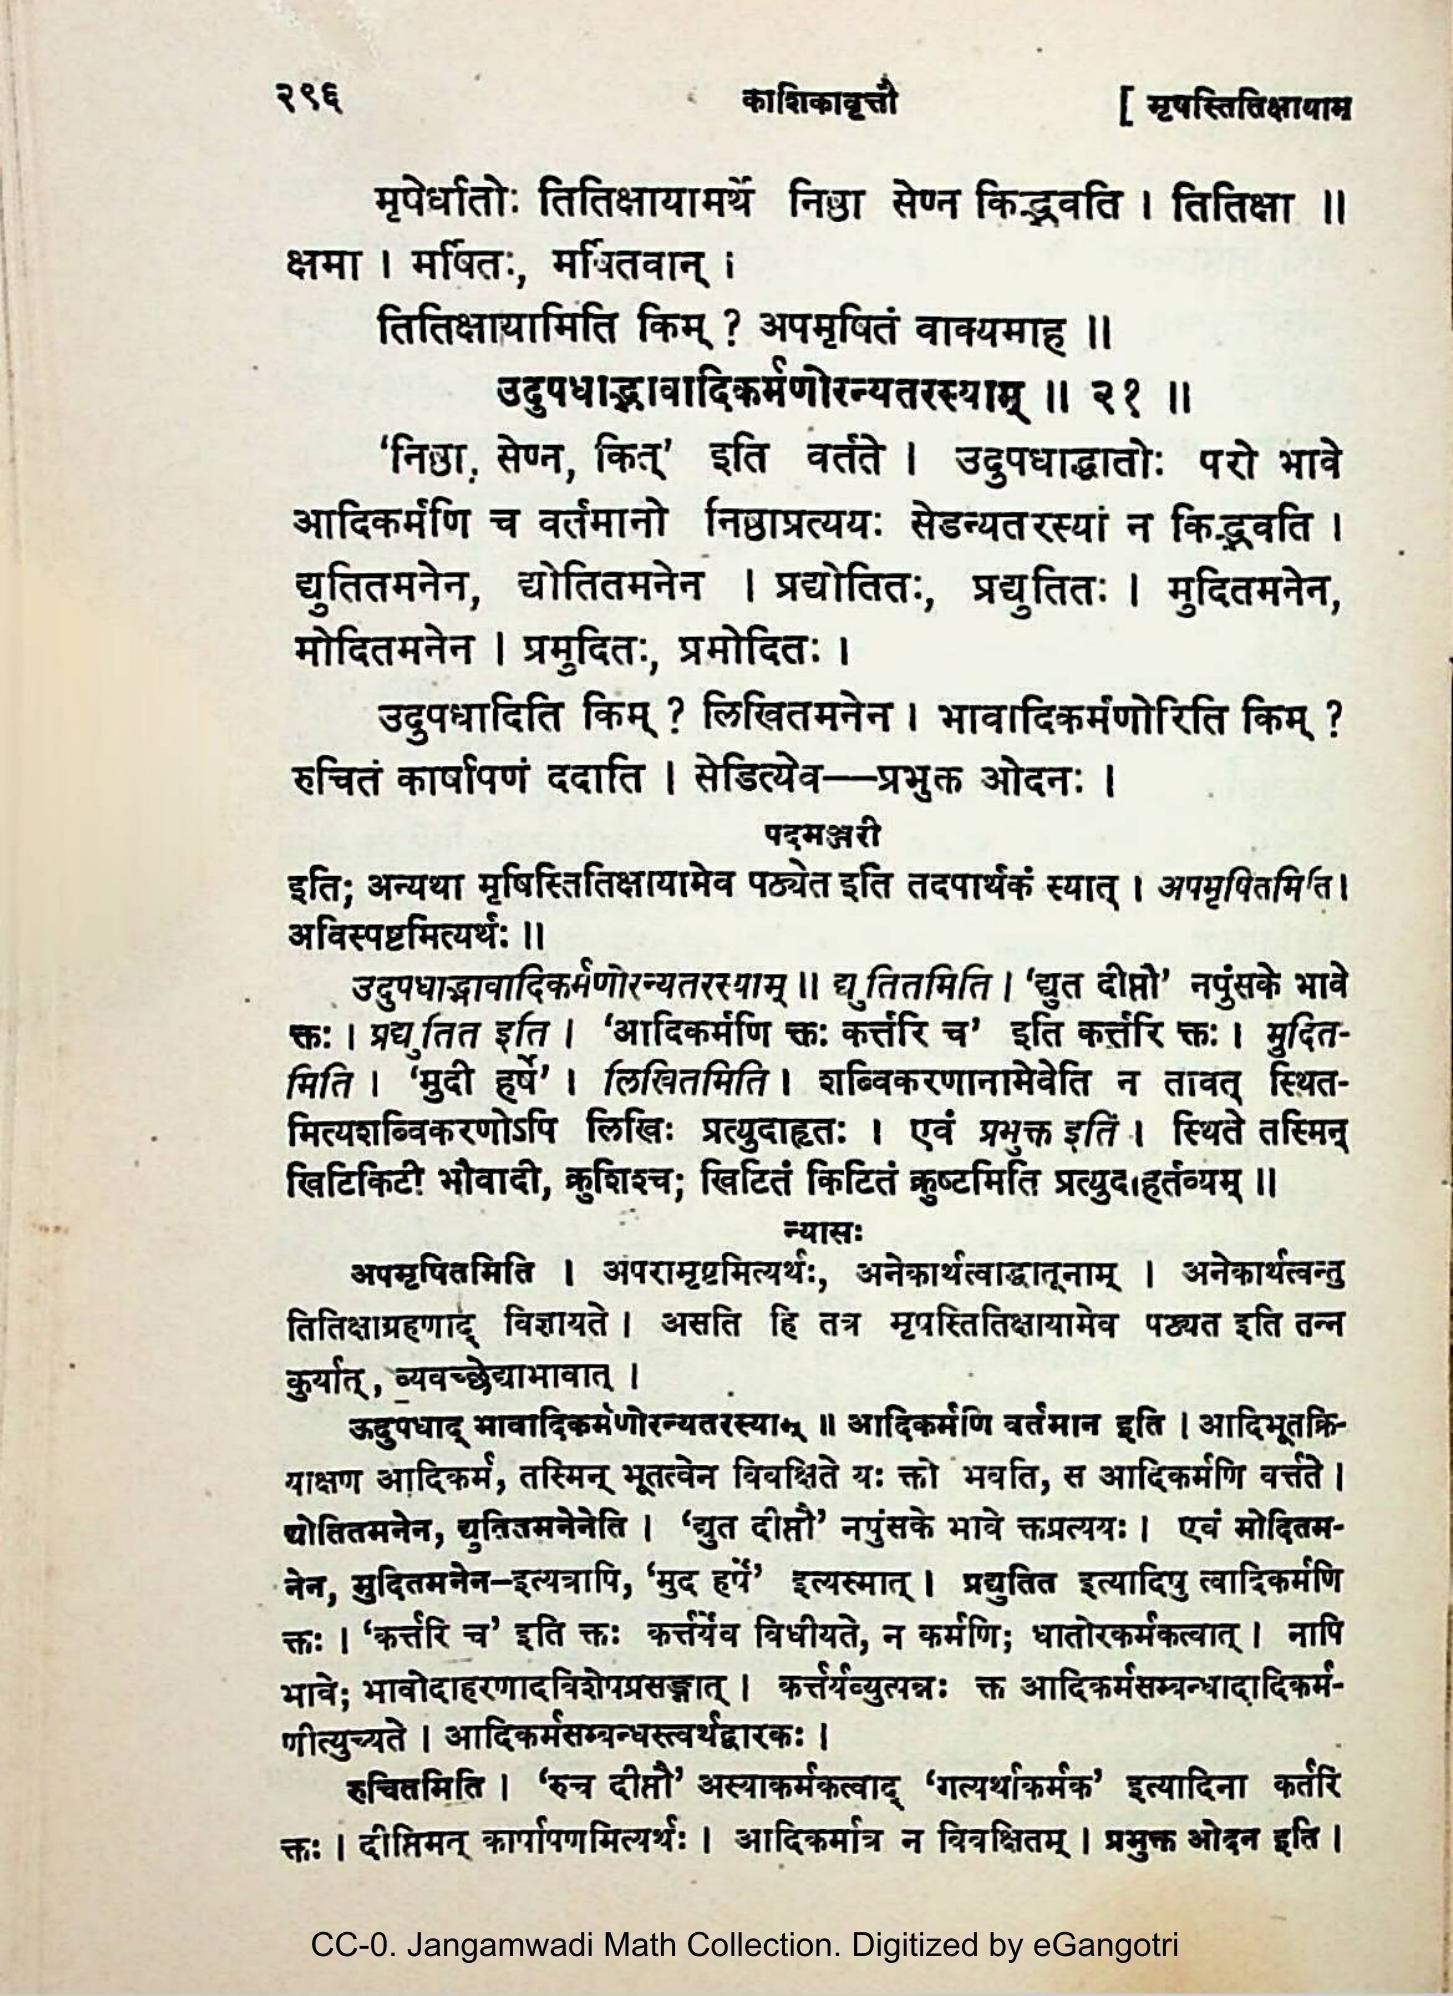 २९६ काशिकावृत्तौ [ मृषस्तितिक्षायाम
मृषेर्धातोः तितिक्षायामर्थे निष्ठा सेण्न किद्भवति । तितिक्षा ॥
क्षमा । मर्षितः, मर्षितवान् ।
तितिक्षायामिति किम् ? अपमृषितं वाक्यमाह ॥
उदुपधाद्भावादिकर्मणोरन्यतरस्याम् ॥ २१ ॥
‘निष्ठा, सेण्न, कित्’ इति वर्तते । उदुपधाद्धातोः परो भावे
आदिकर्मणि च वर्तमानो निष्ठाप्रत्ययः सेडन्यतरस्यां न किद्भवति ।
द्युतितमनेन, द्योतितमनेन । प्रद्योतितः, प्रद्युतितः । मुदितमनेन,
मोदितमनेन । प्रमुदितः, प्रमोदितः ।
उदुपधादिति किम् ? लिखितमनेन । भावादिकर्मणोरिति किम् ?
रुचितं कार्षापणं ददाति । सेडित्येव—प्रभुक्त ओदनः ।
पदमञ्जरी
इति; अन्यथा मृषिस्तितिक्षायामेव पठ्येत इति तदपार्थकं स्यात् । अपमृषितमिति।
अविस्पष्टमित्यर्थः ॥
उदुपधाद्भावादिकर्मणोरन्यतरस्याम् ॥ द्युतितमिति । ‘द्युत दीप्तौ’ नपुंसके भावे
क्तः । प्रद्युतित इति । ‘आदिकर्मणि क्तः कर्त्तरि च’ इति कर्त्तरि क्तः । मुदित-
मिति । ‘मुदी हर्षे’ । लिखितमिति । शब्विकरणानामेवेति न तावत् स्थित-
मित्यशब्विकरणोऽपि लिखिः प्रत्युदाहृतः । एवं प्रभुक्त इति । स्थिते तस्मिन्
खिटिकिटी भौवादी, क्रुशिश्च; खिटितं किटितं क्रुष्टमिति प्रत्युदाहर्तव्यम् ॥
न्यासः
अपमृषितमिति । अपरामृष्टमित्यर्थः, अनेकार्थत्वाद्धातूनाम् । अनेकार्थत्वन्तु
तितिक्षाग्रहणाद् विज्ञायते । असति हि तत्र मृषस्तितिक्षायामेव पठ्यत इति तन्न
कुर्यात्, व्यवच्छेद्याभावात् ।
ऊदुपधाद् भावादिकर्मणोरन्यतरस्याम् ॥ आदिकर्मणि वर्तमान इति । आदिभूतक्रि-
याक्षण आदिकर्म, तस्मिन् भूतत्वेन विवक्षिते यः क्तो भवति, स आदिकर्मणि वर्त्तते ।
द्योतितमनेन, द्युतितमनेनेति । ‘द्युत दीप्तौ’ नपुंसके भावे क्तप्रत्ययः । एवं मोदितम-
नेन, मुदितमनेन–इत्यत्रापि, ‘मुद हर्षे’ इत्यस्मात् । प्रद्युतित इत्यादिषु त्वादिकर्मणि
क्तः । ‘कर्त्तरि च’ इति क्तः कर्त्तर्येव विधीयते, न कर्मणि; धातोरकर्मकत्वात् । नापि
भावे; भावोदाहरणादविशेषप्रसङ्गात् । कर्त्तर्यव्युत्पन्नः क्त आदिकर्मसम्बन्धादादिकर्म-
णीत्युच्यते । आदिकर्मसम्बन्धस्त्वर्थद्वारकः ।
रुचितमिति । ‘रुच दीप्तौ’ अस्याकर्मकत्वाद् ‘गत्यर्थाकर्मक’ इत्यादिना कर्तरि
क्तः । दीप्तिमत् कार्षापणमित्यर्थः । आदिकर्मात्र न विवक्षितम् । प्रभुक्त ओदन इति ।
CC-0. Jangamwadi Math Collection. Digitized by eGangotri